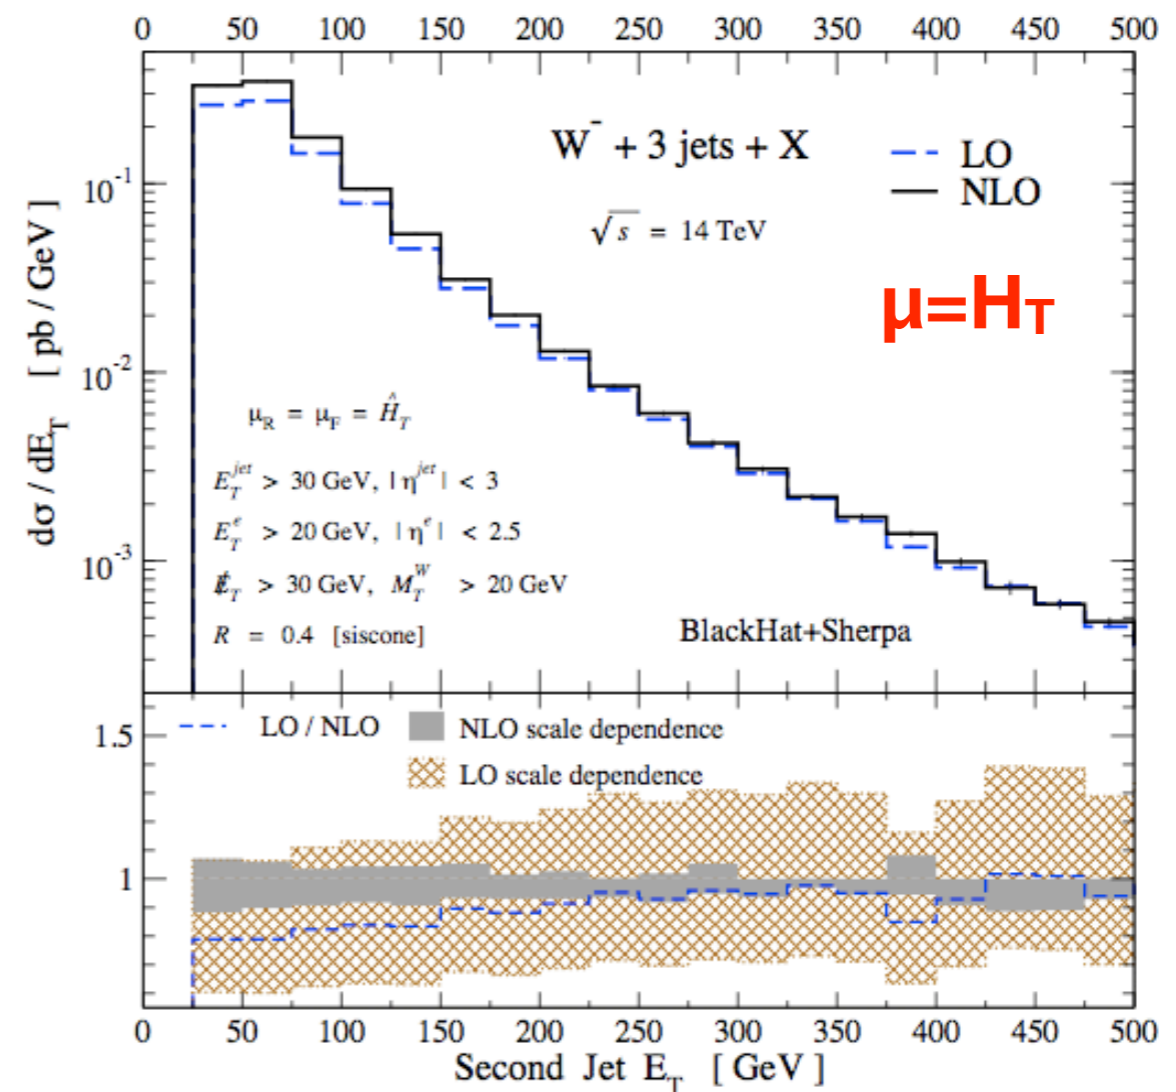 0 50 100 150 200 250 300 350 400 450 500
W⁻ + 3 jets + X
LO
NLO
√s = 14 TeV
μ=H_T
10⁻¹
10⁻²
10⁻³
dσ / dE_T [ pb / GeV ]
μ_R = μ_F = Ĥ_T
E_T^jet > 30 GeV, | η^jet | < 3
E_T^e > 20 GeV, | η^e | < 2.5
E̸_T > 30 GeV, M_T^W > 20 GeV
R = 0.4 [siscone]
BlackHat+Sherpa
LO / NLO
NLO scale dependence
LO scale dependence
1.5
1
0 50 100 150 200 250 300 350 400 450 500
Second Jet E_T [ GeV ]